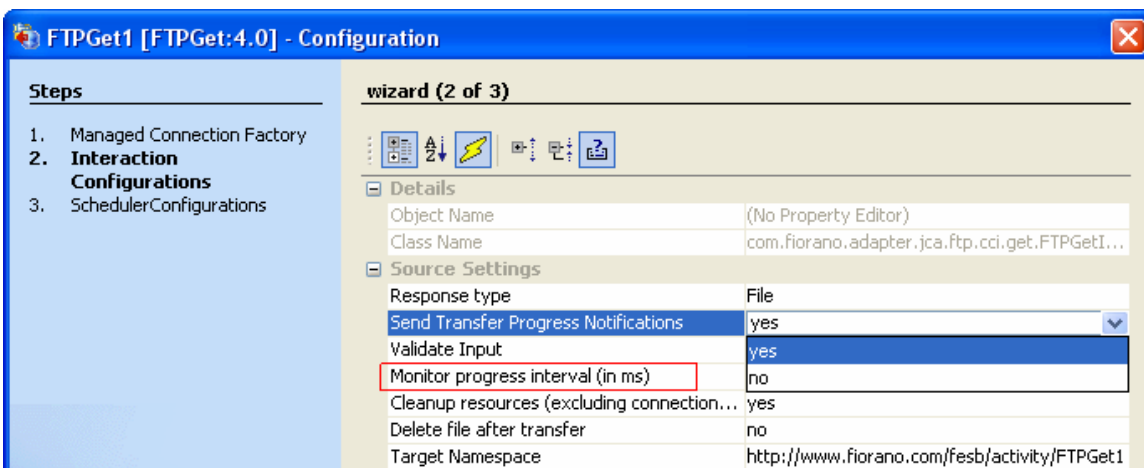 FTPGet1 [FTPGet:4.0] - Configuration
Steps
1. Managed Connection Factory
2. Interaction
Configurations
3. SchedulerConfigurations
wizard (2 of 3)
Details
Object Name (No Property Editor)
Class Name com.fiorano.adapter.jca.ftp.cci.get.FTPGetI...
Source Settings
Response type File
Send Transfer Progress Notifications yes
Validate Input yes
Monitor progress interval (in ms) no
Cleanup resources (excluding connection... yes
Delete file after transfer no
Target Namespace http://www.fiorano.com/fesb/activity/FTPGet1